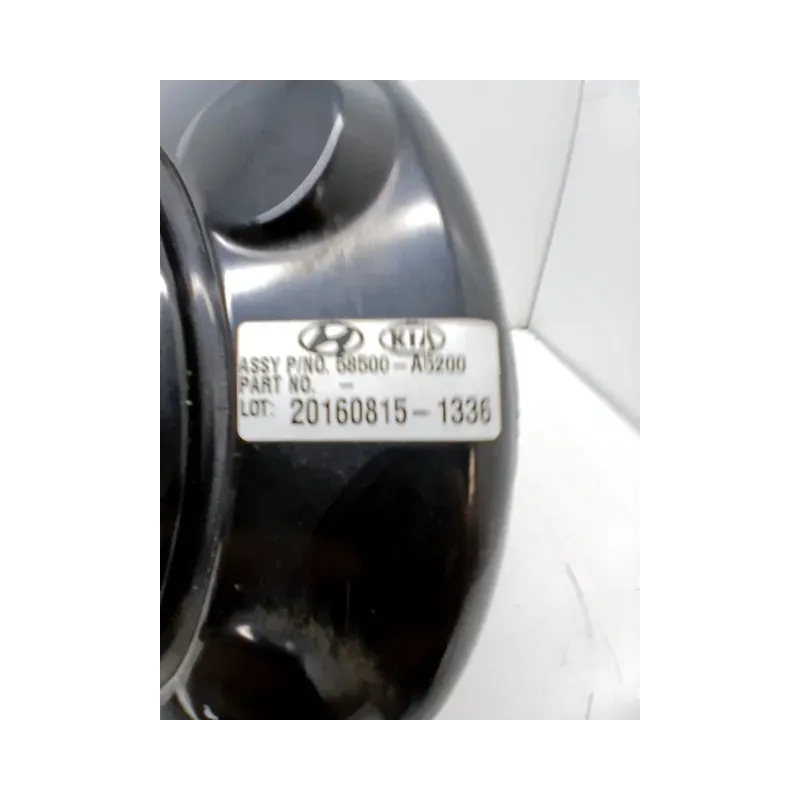 KIA
ASSY P/NO. 58500-A5200
PART NO. -
LOT: 20160815-1336